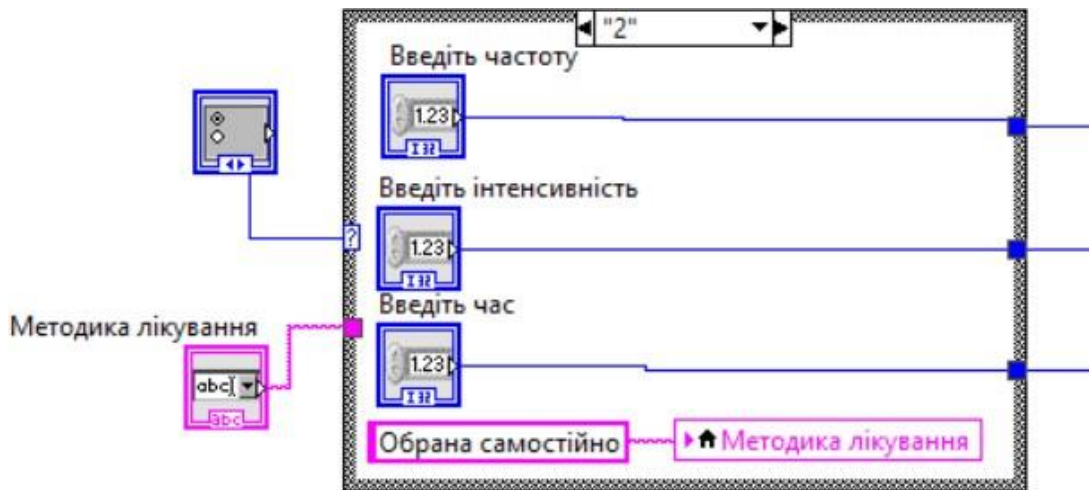 "2"
Введіть частоту
1.23
I32
Введіть інтенсивність
?
1.23
I32
Введіть час
Методика лікування
1.23
abc
I32
abc
Обрана самостійно
Методика лікування